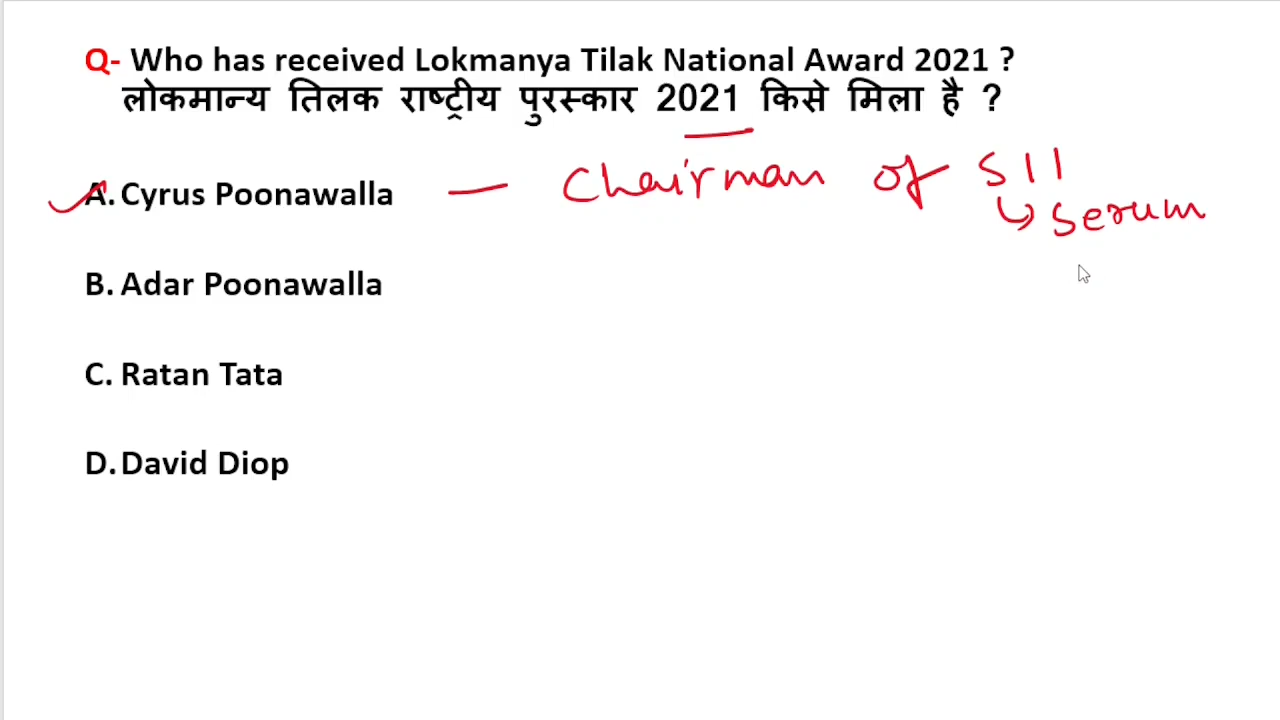 Q- Who has received Lokmanya Tilak National Award 2021 ?
लोकमान्य तिलक राष्ट्रीय पुरस्कार 2021 किसे मिला है ?
A. Cyrus Poonawalla — Chairman of SII
↳ Serum
B. Adar Poonawalla
C. Ratan Tata
D. David Diop